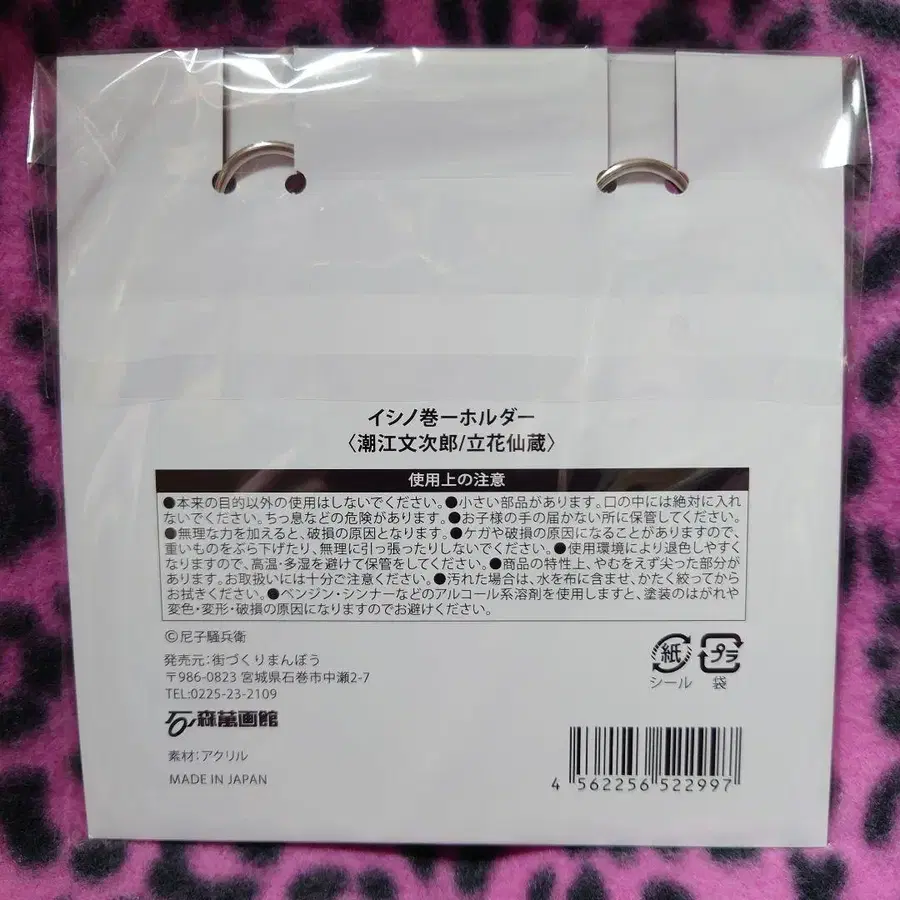 イシノ巻ーホルダー
〈潮江文次郎/立花仙蔵〉
使用上の注意
●本来の目的以外の使用はしないでください。●小さい部品があります。口の中には絶対に入れ
ないでください。ちっ息などの危険があります。●お子様の手の届かない所に保管してください。
●無理な力を加えると、破損の原因となります。●ケガや破損の原因になることがありますので、
重いものをぶら下げたり、無理に引っ張ったりしないでください。●使用環境により退色しやすく
なりますので、高温・多湿を避けて保管をしてください。●商品の特性上、やむをえず尖った部分が
あります。お取扱いには十分ご注意ください。●汚れた場合は、水を布に含ませ、かたく絞ってから
お拭きください。●ベンジン・シンナーなどのアルコール系溶剤を使用しますと、塗装のはがれや
変色・変形・破損の原因になりますのでお避けください。
©尼子騒兵衛
発売元：街づくりまんぼう
〒986-0823 宮城県石巻市中瀬2-7
TEL:0225-23-2109
石ノ森萬画館
素材：アクリル
MADE IN JAPAN
紙
シール
プラ
袋
4 562256 522997